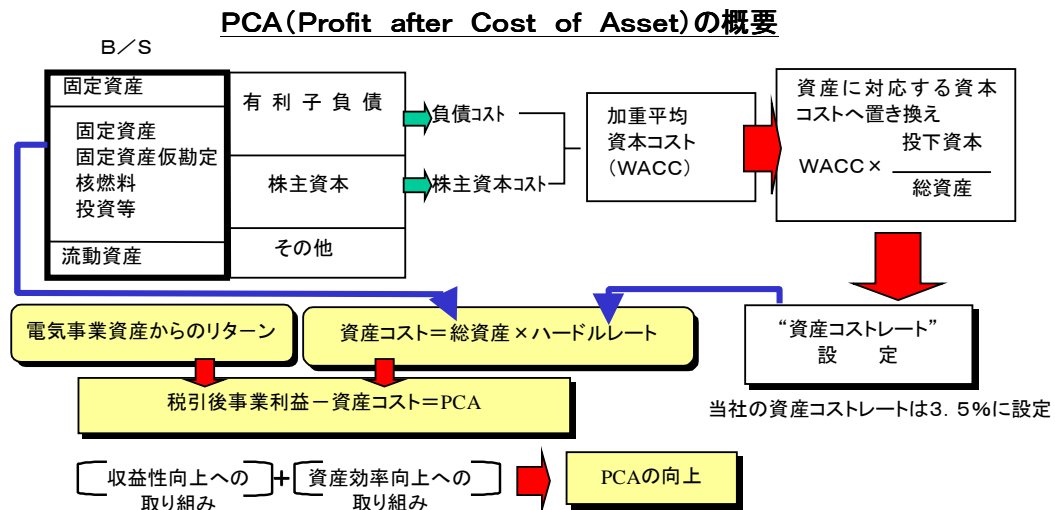 PCA(Profit after Cost of Asset)の概要
B/S
固定資産
固定資産
固定資産仮勘定
核燃料
投資等
流動資産
有利子負債
株主資本
その他
負債コスト
株主資本コスト
加重平均
資本コスト
(WACC)
資産に対応する資本
コストへ置き換え
WACC×
投下資本
総資産
電気事業資産からのリターン
資産コスト=総資産×ハードルレート
“資産コストレート”
設 定
税引後事業利益-資産コスト=PCA
当社の資産コストレートは3.5%に設定
収益性向上への
取り組み
+
資産効率向上への
取り組み
PCAの向上